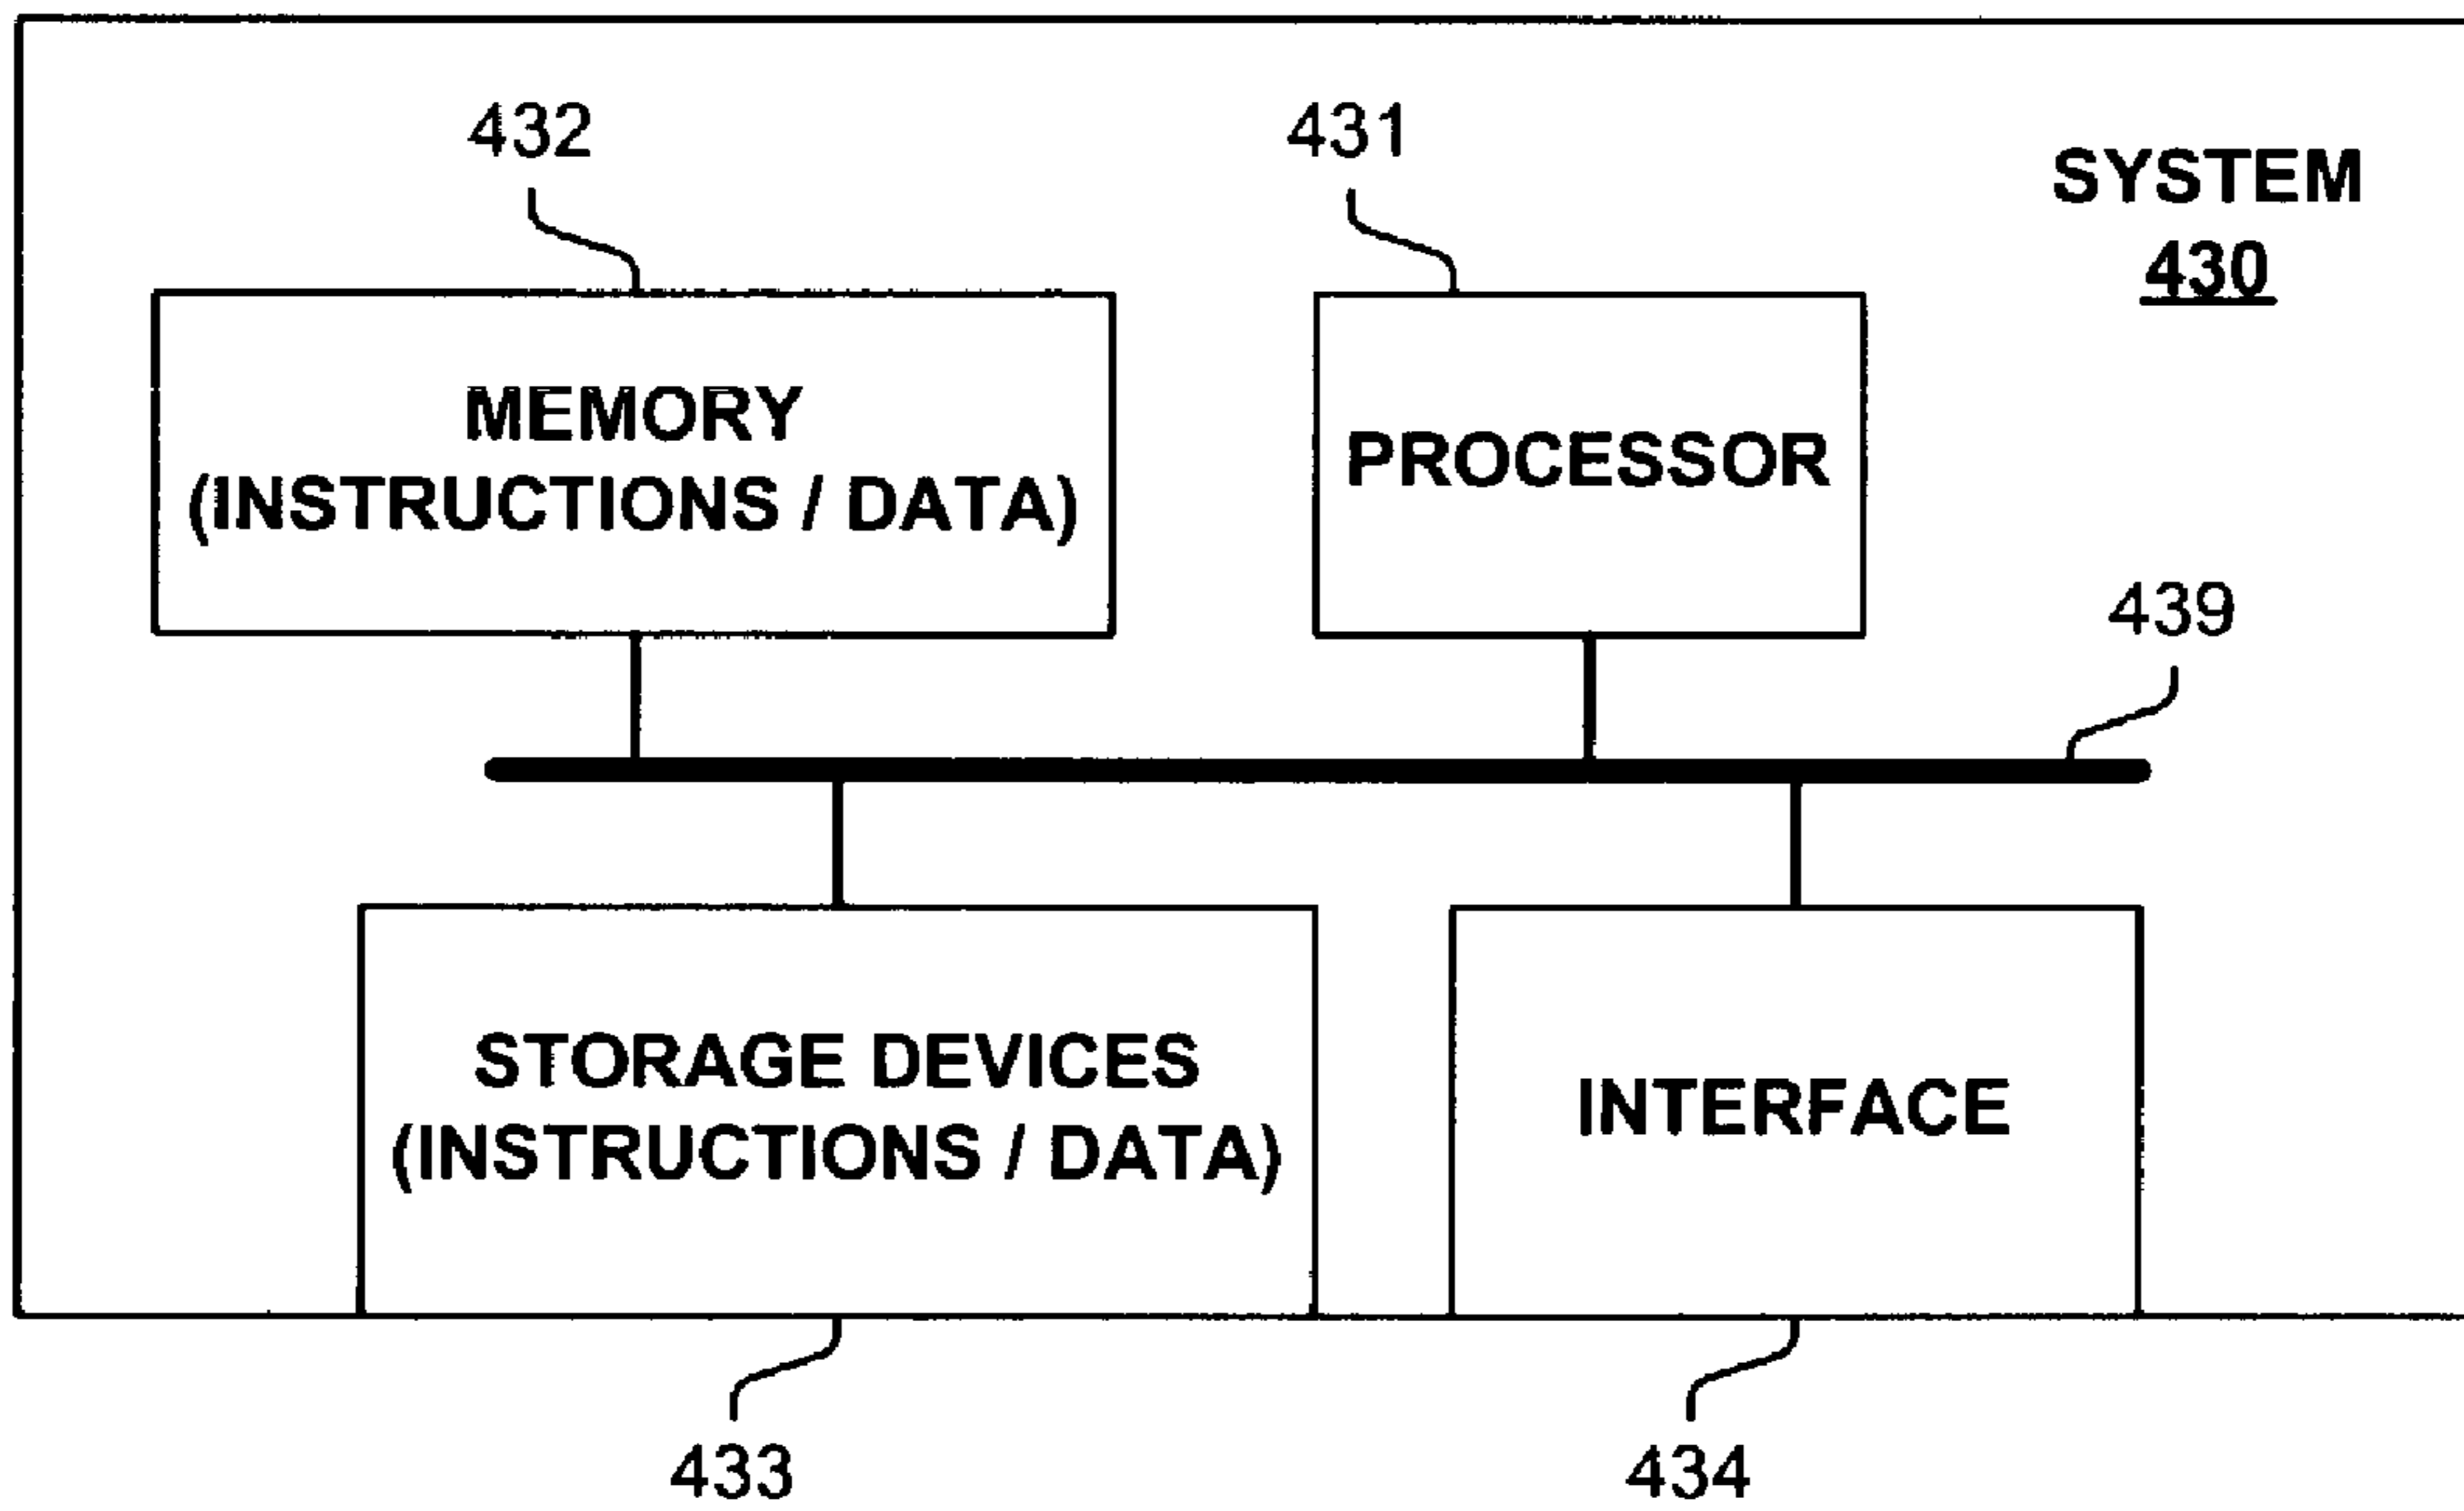 432
431
SYSTEM
430
MEMORY
(INSTRUCTIONS / DATA)
PROCESSOR
439
STORAGE DEVICES
(INSTRUCTIONS / DATA)
INTERFACE
433
434